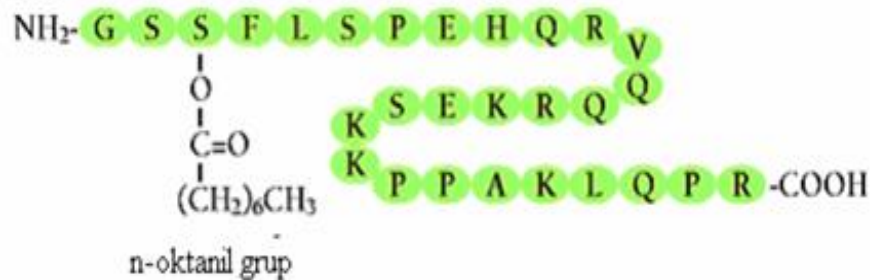 NH₂- G S S F L S P E H Q R
V
O
Q
C=O
S E K R Q
K
K
P P A K L Q P R -COOH
(CH₂)₆CH₃
n-oktanil grup